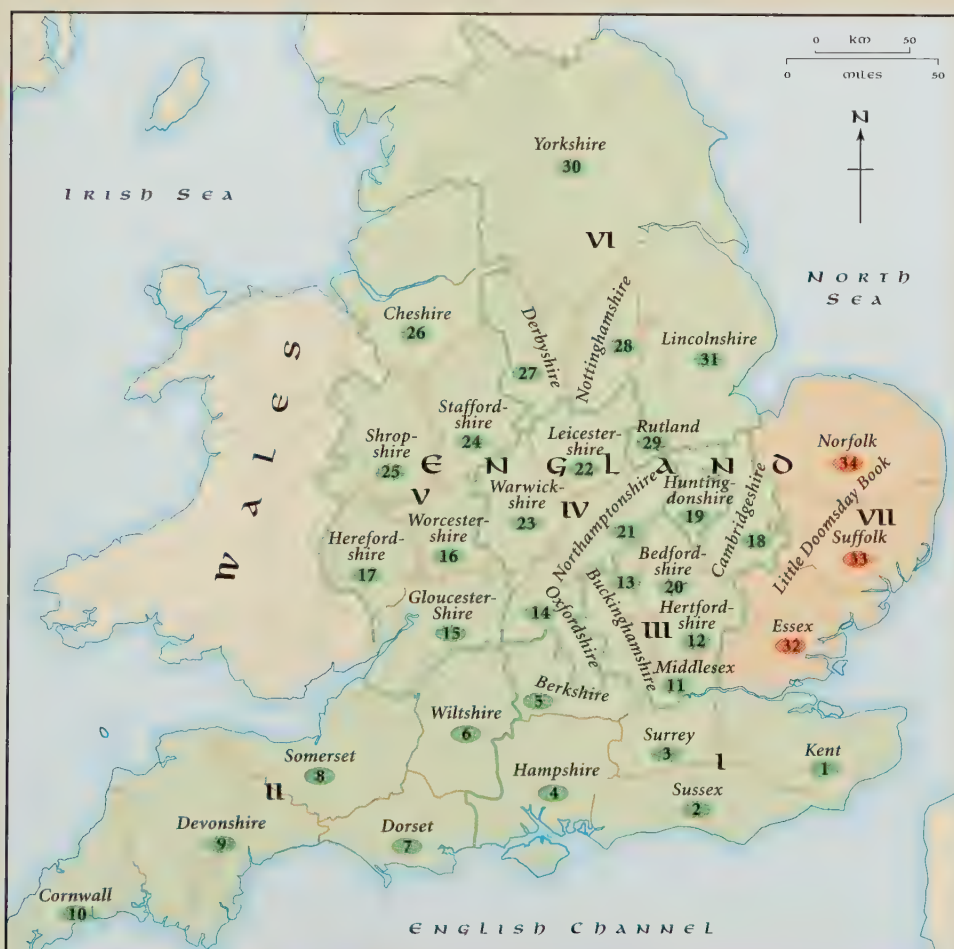 0 km 50
0 miles 50
N
Irish Sea
North Sea
English Channel
Wales
England
Yorkshire
30
VI
Cheshire
26
Derbyshire
27
Nottinghamshire
28
Lincolnshire
31
Stafford-
shire
24
Shrop-
shire
25
Leicester-
shire
22
Rutland
29
Norfolk
34
Little Doomsday Book
VII
Suffolk
33
Essex
32
V
Warwick-
shire
23
IV
Northamptonshire
21
Hunting-
donshire
19
Cambridgeshire
18
Hereford-
shire
17
Worcester-
shire
16
Gloucester-
Shire
15
14
Oxfordshire
13
Buckinghamshire
Bedford-
shire
20
III
Hertford-
shire
12
Middlesex
11
Berkshire
5
Wiltshire
6
Somerset
8
II
Hampshire
4
Surrey
3
I
Kent
1
Sussex
2
Devonshire
9
Dorset
7
Cornwall
10